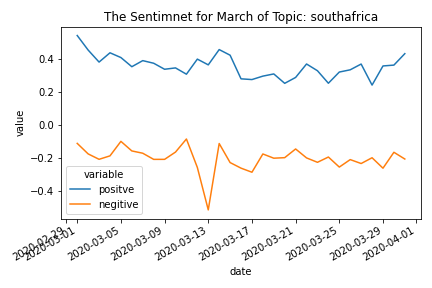 The Sentimnet for March of Topic: southafrica
value
0.4
0.2
0.0
−0.2
−0.4
variable
positve
negitive
2020-02-29
2020-03-01
2020-03-05
2020-03-09
2020-03-13
2020-03-17
2020-03-21
2020-03-25
2020-03-29
2020-04-01
date